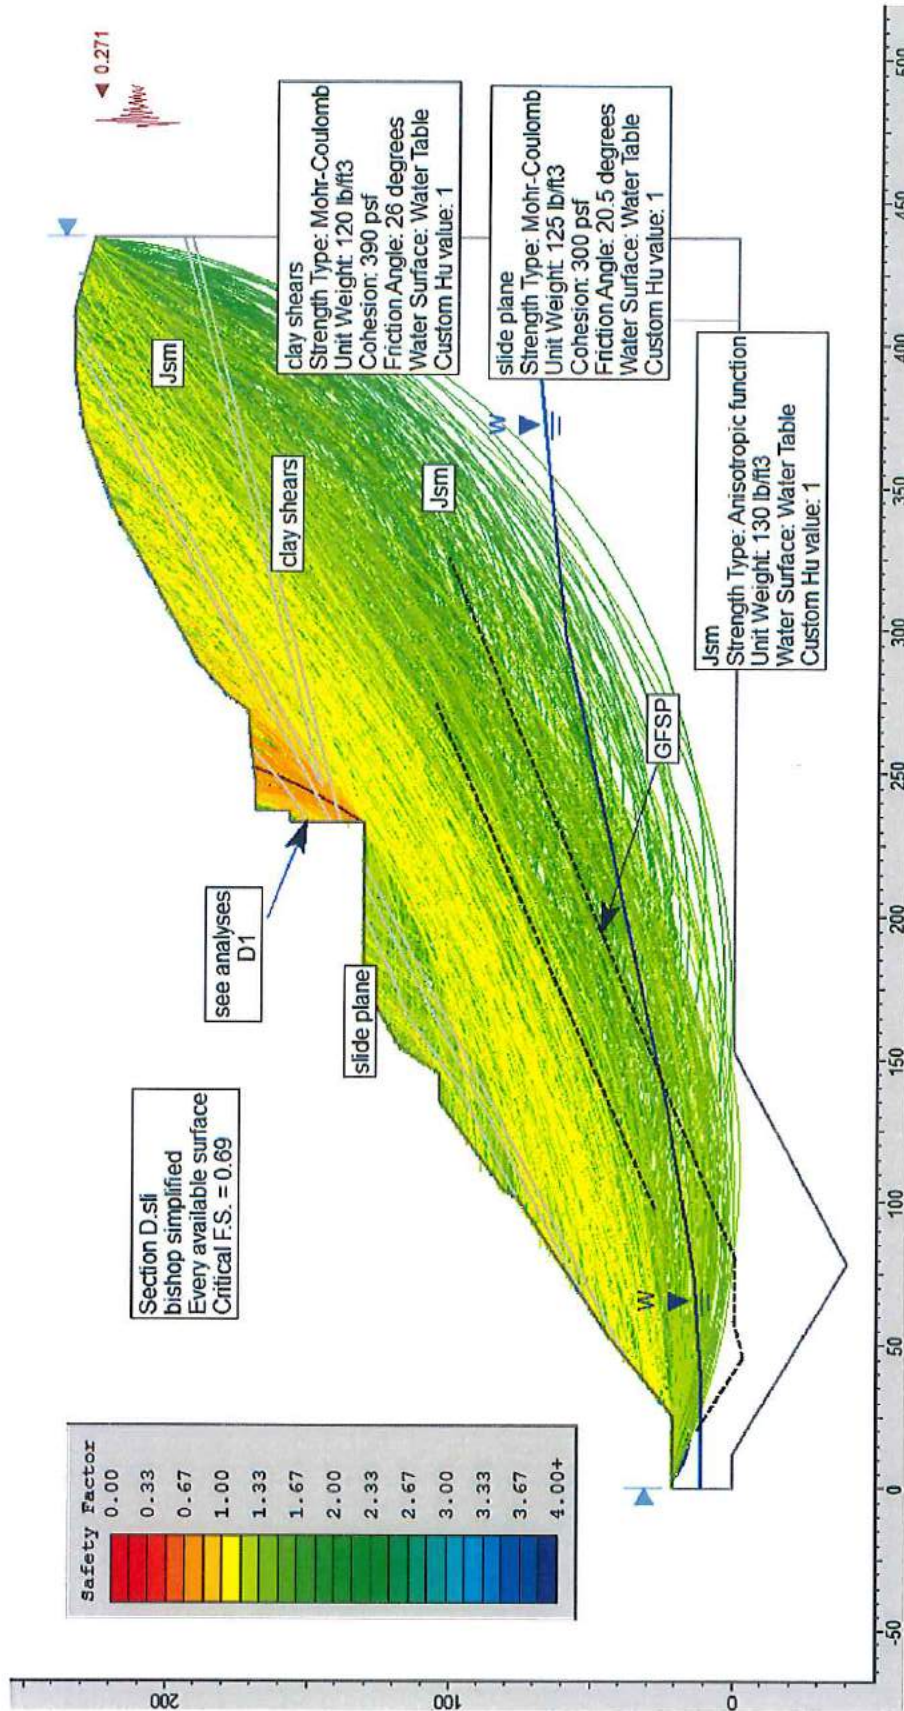 Safety Factor
0.00
0.33
0.67
1.00
1.33
1.67
2.00
2.33
2.67
3.00
3.33
3.67
4.00+
Section D.sli
bishop simplified
Every available surface
Critical F.S. = 0.69
see analyses
D1
slide plane
0.271
Jsm
clay shears
Jsm
GFSP
W
W
clay shears
Strength Type: Mohr-Coulomb
Unit Weight: 120 lb/ft3
Cohesion: 390 psf
Friction Angle: 26 degrees
Water Surface: Water Table
Custom Hu value: 1
slide plane
Strength Type: Mohr-Coulomb
Unit Weight: 125 lb/ft3
Cohesion: 300 psf
Friction Angle: 20.5 degrees
Water Surface: Water Table
Custom Hu value: 1
Jsm
Strength Type: Anisotropic function
Unit Weight: 130 lb/ft3
Water Surface: Water Table
Custom Hu value: 1
200
100
0
-50
0
50
100
150
200
250
300
350
400
450
500